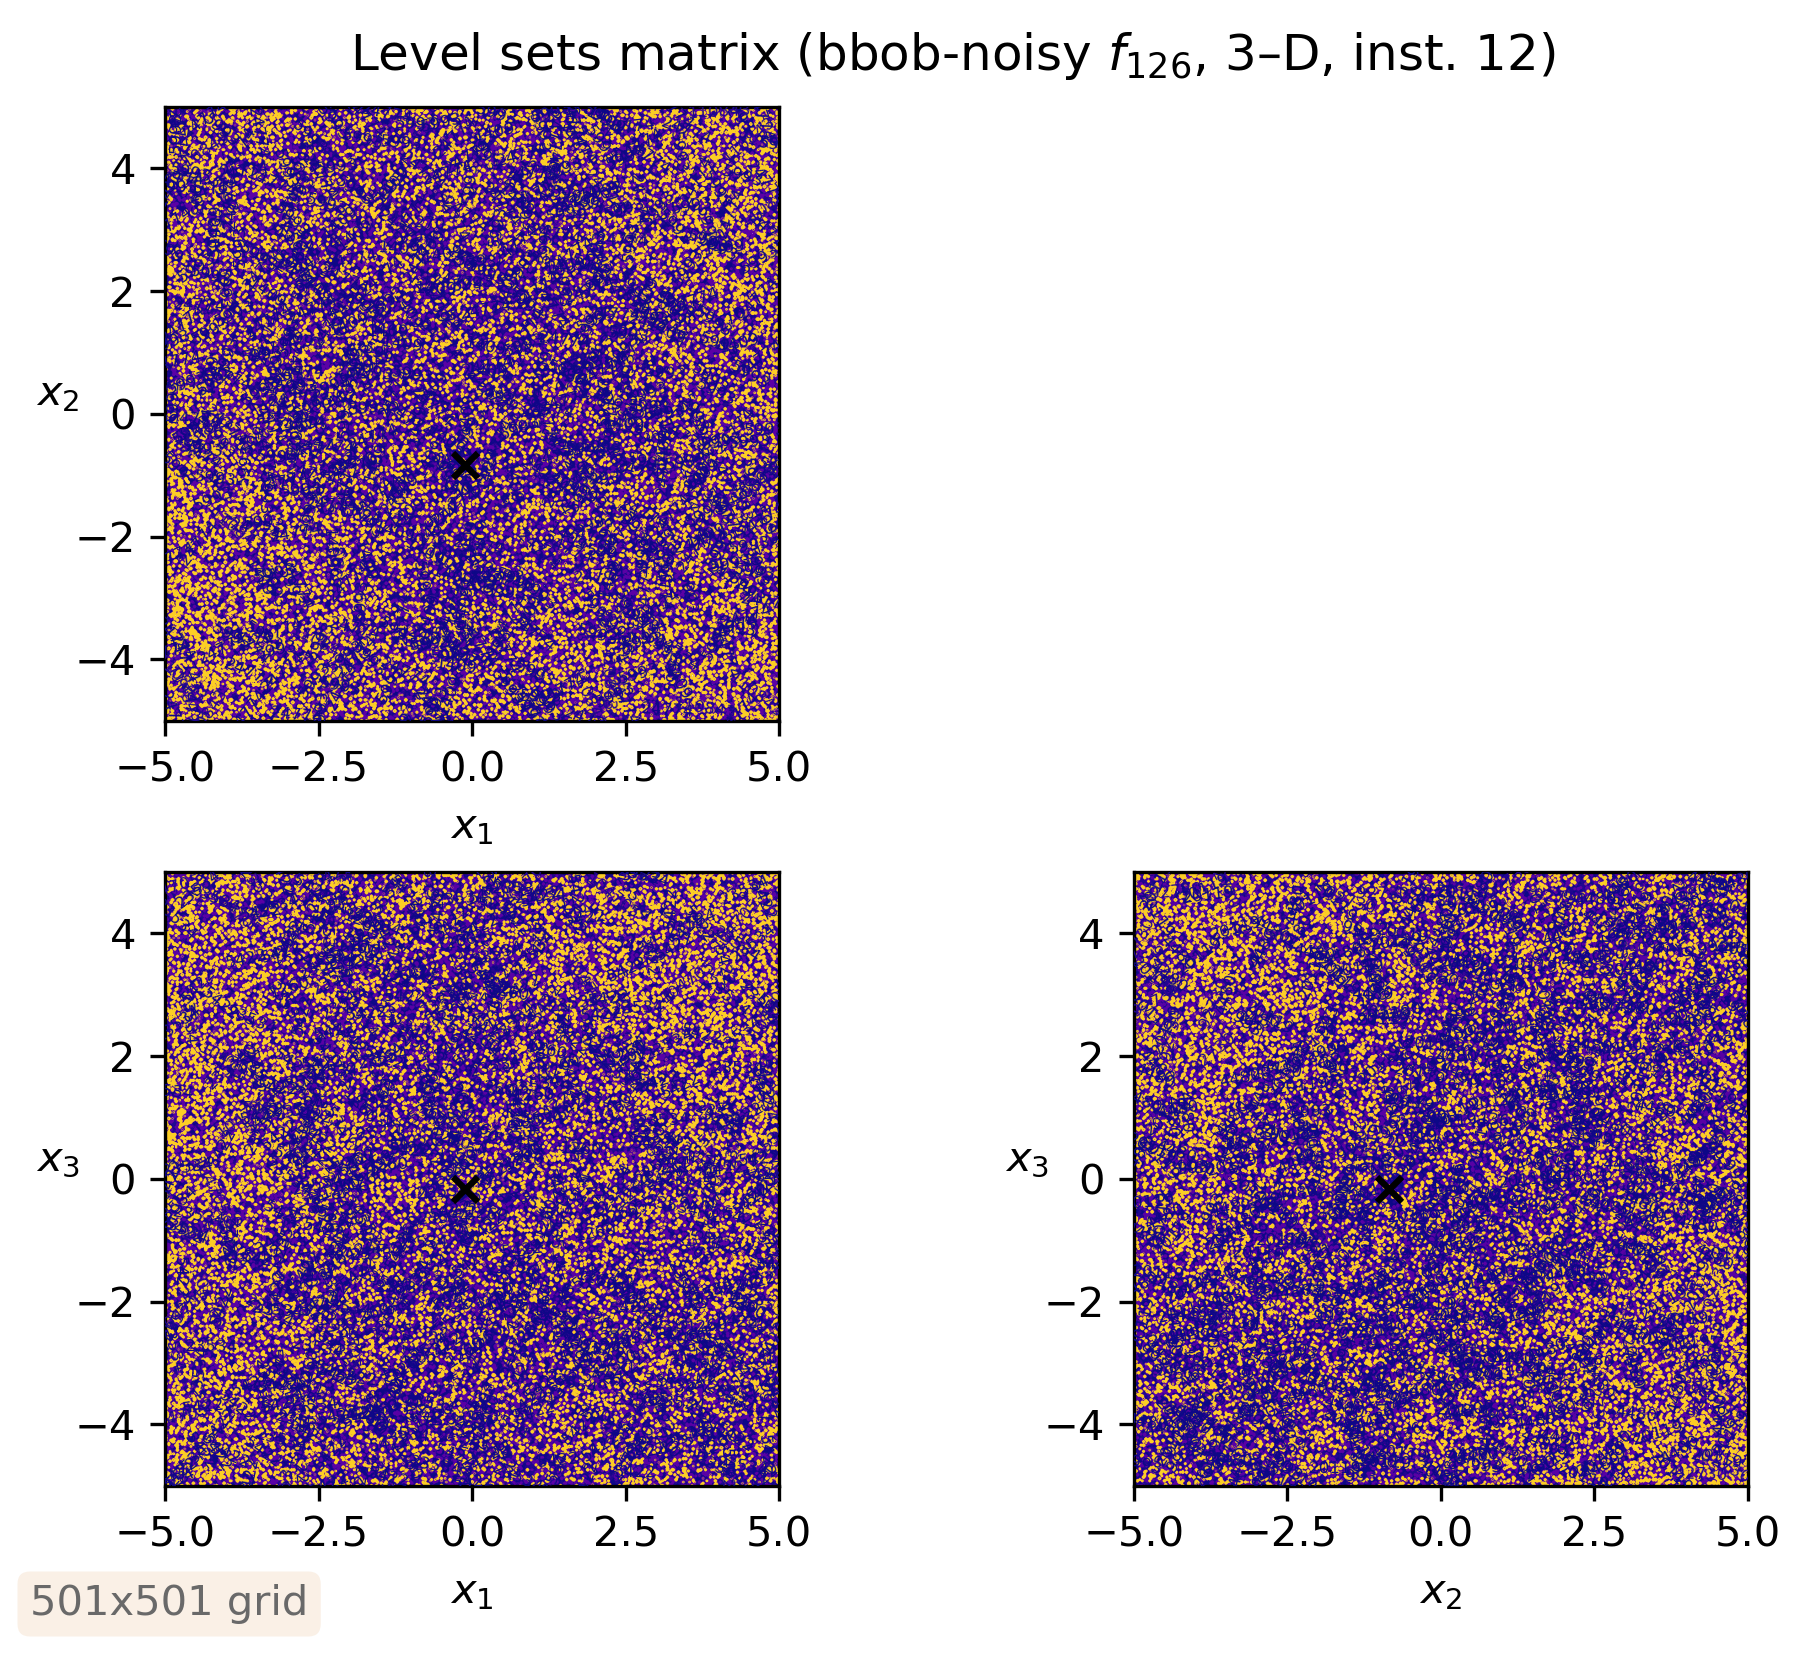 Level sets matrix (bbob-noisy f₁₂₆, 3–D, inst. 12)
4
2
x₂ 0
−2
−4
−5.0 −2.5 0.0 2.5 5.0
x₁
4 4
2 2
x₃ 0 x₃ 0
−2 −2
−4 −4
−5.0 −2.5 0.0 2.5 5.0 −5.0 −2.5 0.0 2.5 5.0
x₁ x₂
501x501 grid